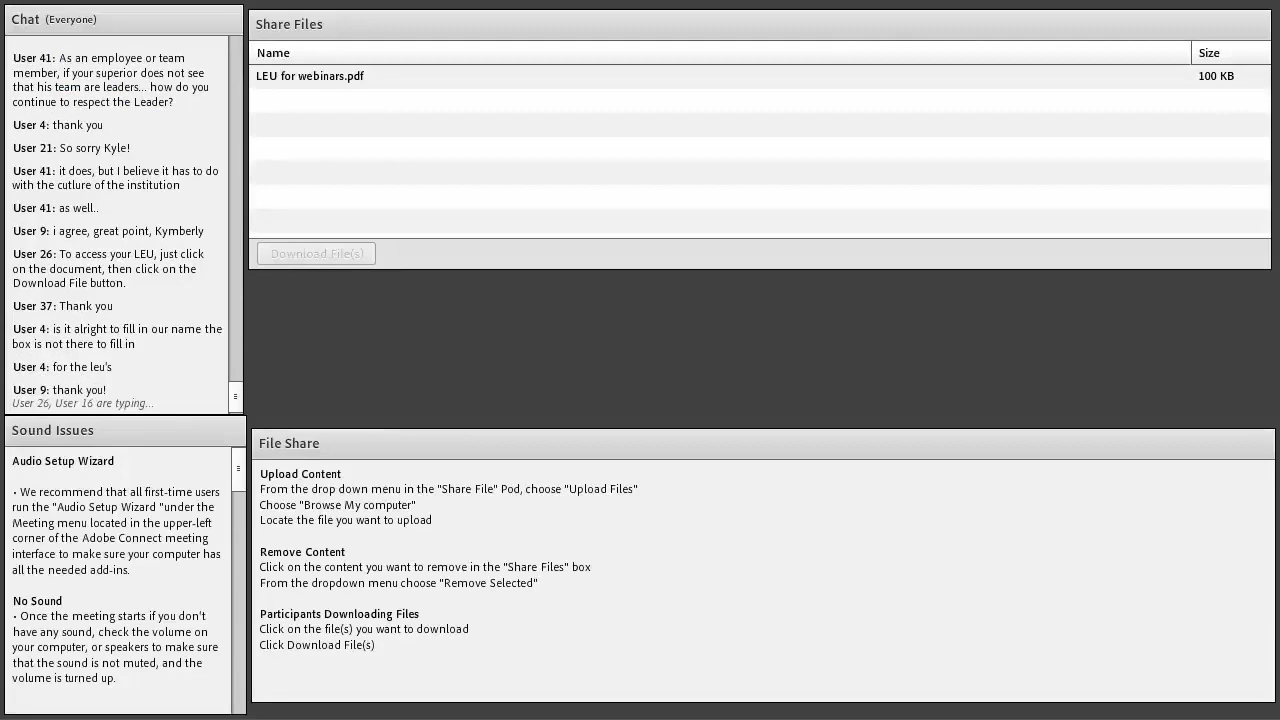 Chat (Everyone)
User 41: As an employee or team
member, if your superior does not see
that his team are leaders... how do you
continue to respect the Leader?
User 4: thank you
User 21: So sorry Kyle!
User 41: it does, but I believe it has to do
with the cutlure of the institution
User 41: as well..
User 9: i agree, great point, Kymberly
User 26: To access your LEU, just click
on the document, then click on the
Download File button.
User 37: Thank you
User 4: is it alright to fill in our name the
box is not there to fill in
User 4: for the leu's
User 9: thank you!
User 26, User 16 are typing...
Sound Issues
Audio Setup Wizard
• We recommend that all first-time users
run the "Audio Setup Wizard "under the
Meeting menu located in the upper-left
corner of the Adobe Connect meeting
interface to make sure your computer has
all the needed add-ins.
No Sound
• Once the meeting starts if you don't
have any sound, check the volume on
your computer, or speakers to make sure
that the sound is not muted, and the
volume is turned up.
Share Files
Name Size
LEU for webinars.pdf 100 KB
Download File(s)
File Share
Upload Content
From the drop down menu in the "Share File" Pod, choose "Upload Files"
Choose "Browse My computer"
Locate the file you want to upload
Remove Content
Click on the content you want to remove in the "Share Files" box
From the dropdown menu choose "Remove Selected"
Participants Downloading Files
Click on the file(s) you want to download
Click Download File(s)